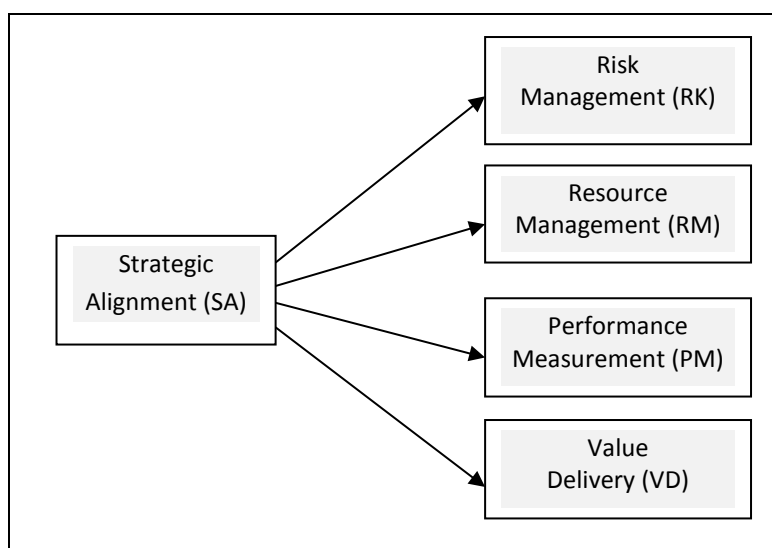 Risk
Management (RK)
Resource
Management (RM)
Strategic
Alignment (SA)
Performance
Measurement (PM)
Value
Delivery (VD)